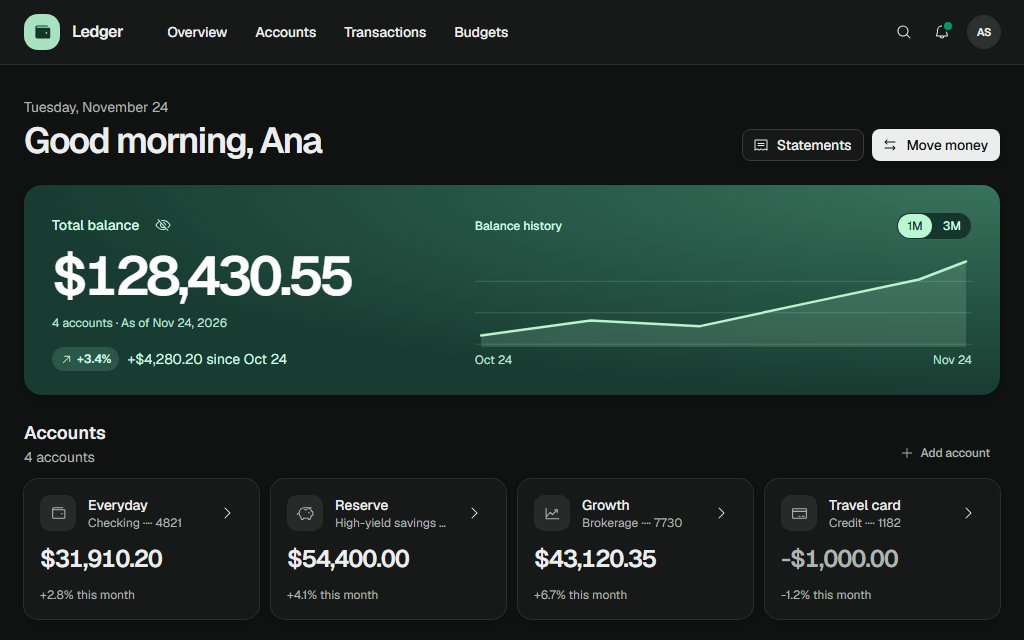 Ledger
Overview
Accounts
Transactions
Budgets
AS
Tuesday, November 24
Good morning, Ana
Statements
Move money
Total balance
$128,430.55
4 accounts · As of Nov 24, 2026
+3.4%
+$4,280.20 since Oct 24
Balance history
1M
3M
Oct 24
Nov 24
Accounts
4 accounts
Add account
Everyday
Checking ···· 4821
$31,910.20
+2.8% this month
Reserve
High-yield savings ...
$54,400.00
+4.1% this month
Growth
Brokerage ···· 7730
$43,120.35
+6.7% this month
Travel card
Credit ···· 1182
-$1,000.00
-1.2% this month